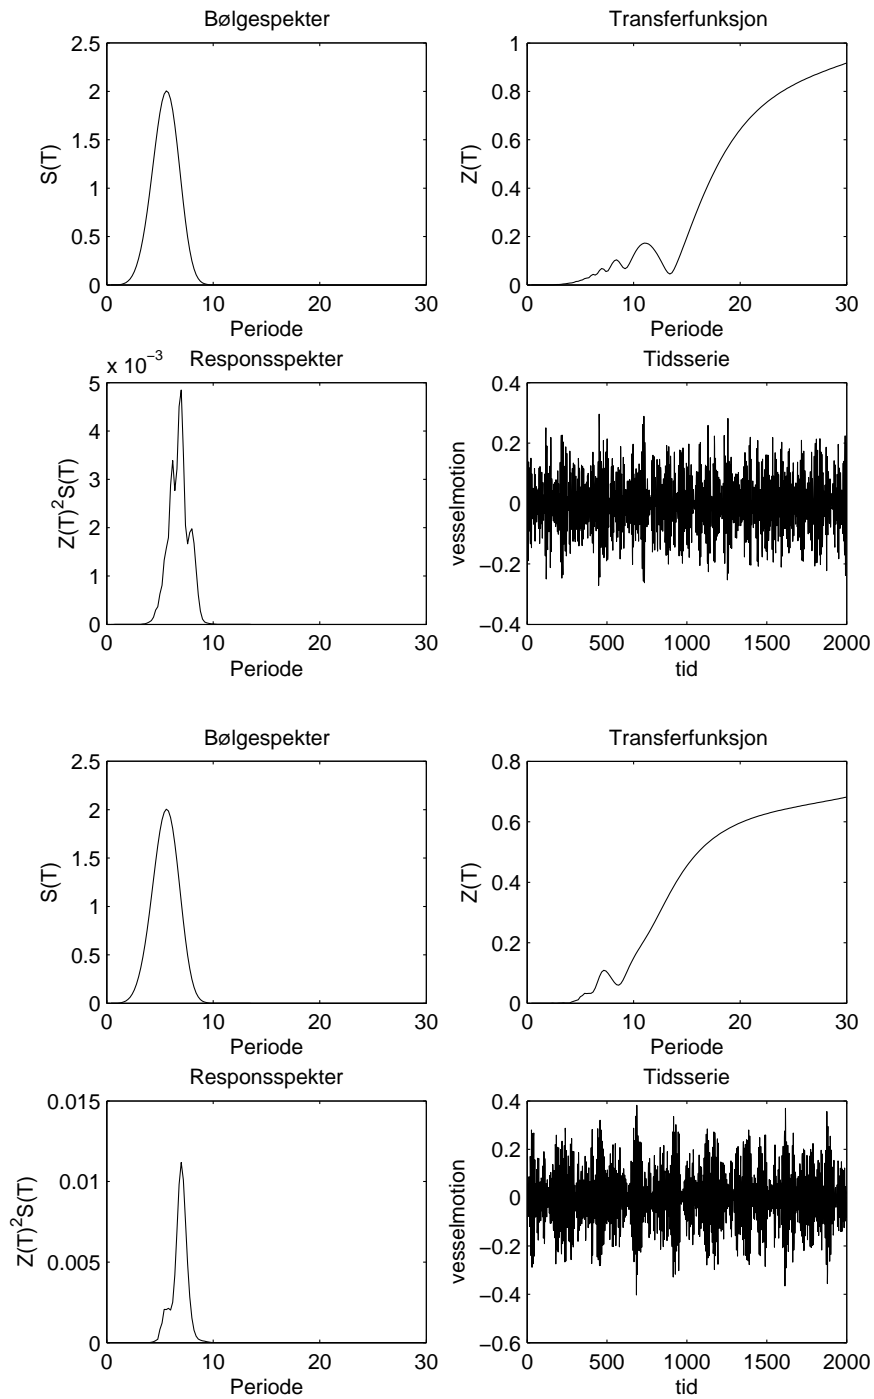 Bølgespekter
2.5
2
1.5
1
0.5
0
0 10 20 30
S(T)
Periode
Transferfunksjon
1
0.8
0.6
0.4
0.2
0
0 10 20 30
Z(T)
Periode
Responsspekter
x 10−3
5
4
3
2
1
0
0 10 20 30
Z(T)2S(T)
Periode
Tidsserie
0.4
0.2
0
−0.2
−0.4
0 500 1000 1500 2000
vesselmotion
tid
Bølgespekter
2.5
2
1.5
1
0.5
0
0 10 20 30
S(T)
Periode
Transferfunksjon
0.8
0.6
0.4
0.2
0
0 10 20 30
Z(T)
Periode
Responsspekter
0.015
0.01
0.005
0
0 10 20 30
Z(T)2S(T)
Periode
Tidsserie
0.4
0.2
0
−0.2
−0.4
−0.6
0 500 1000 1500 2000
vesselmotion
tid